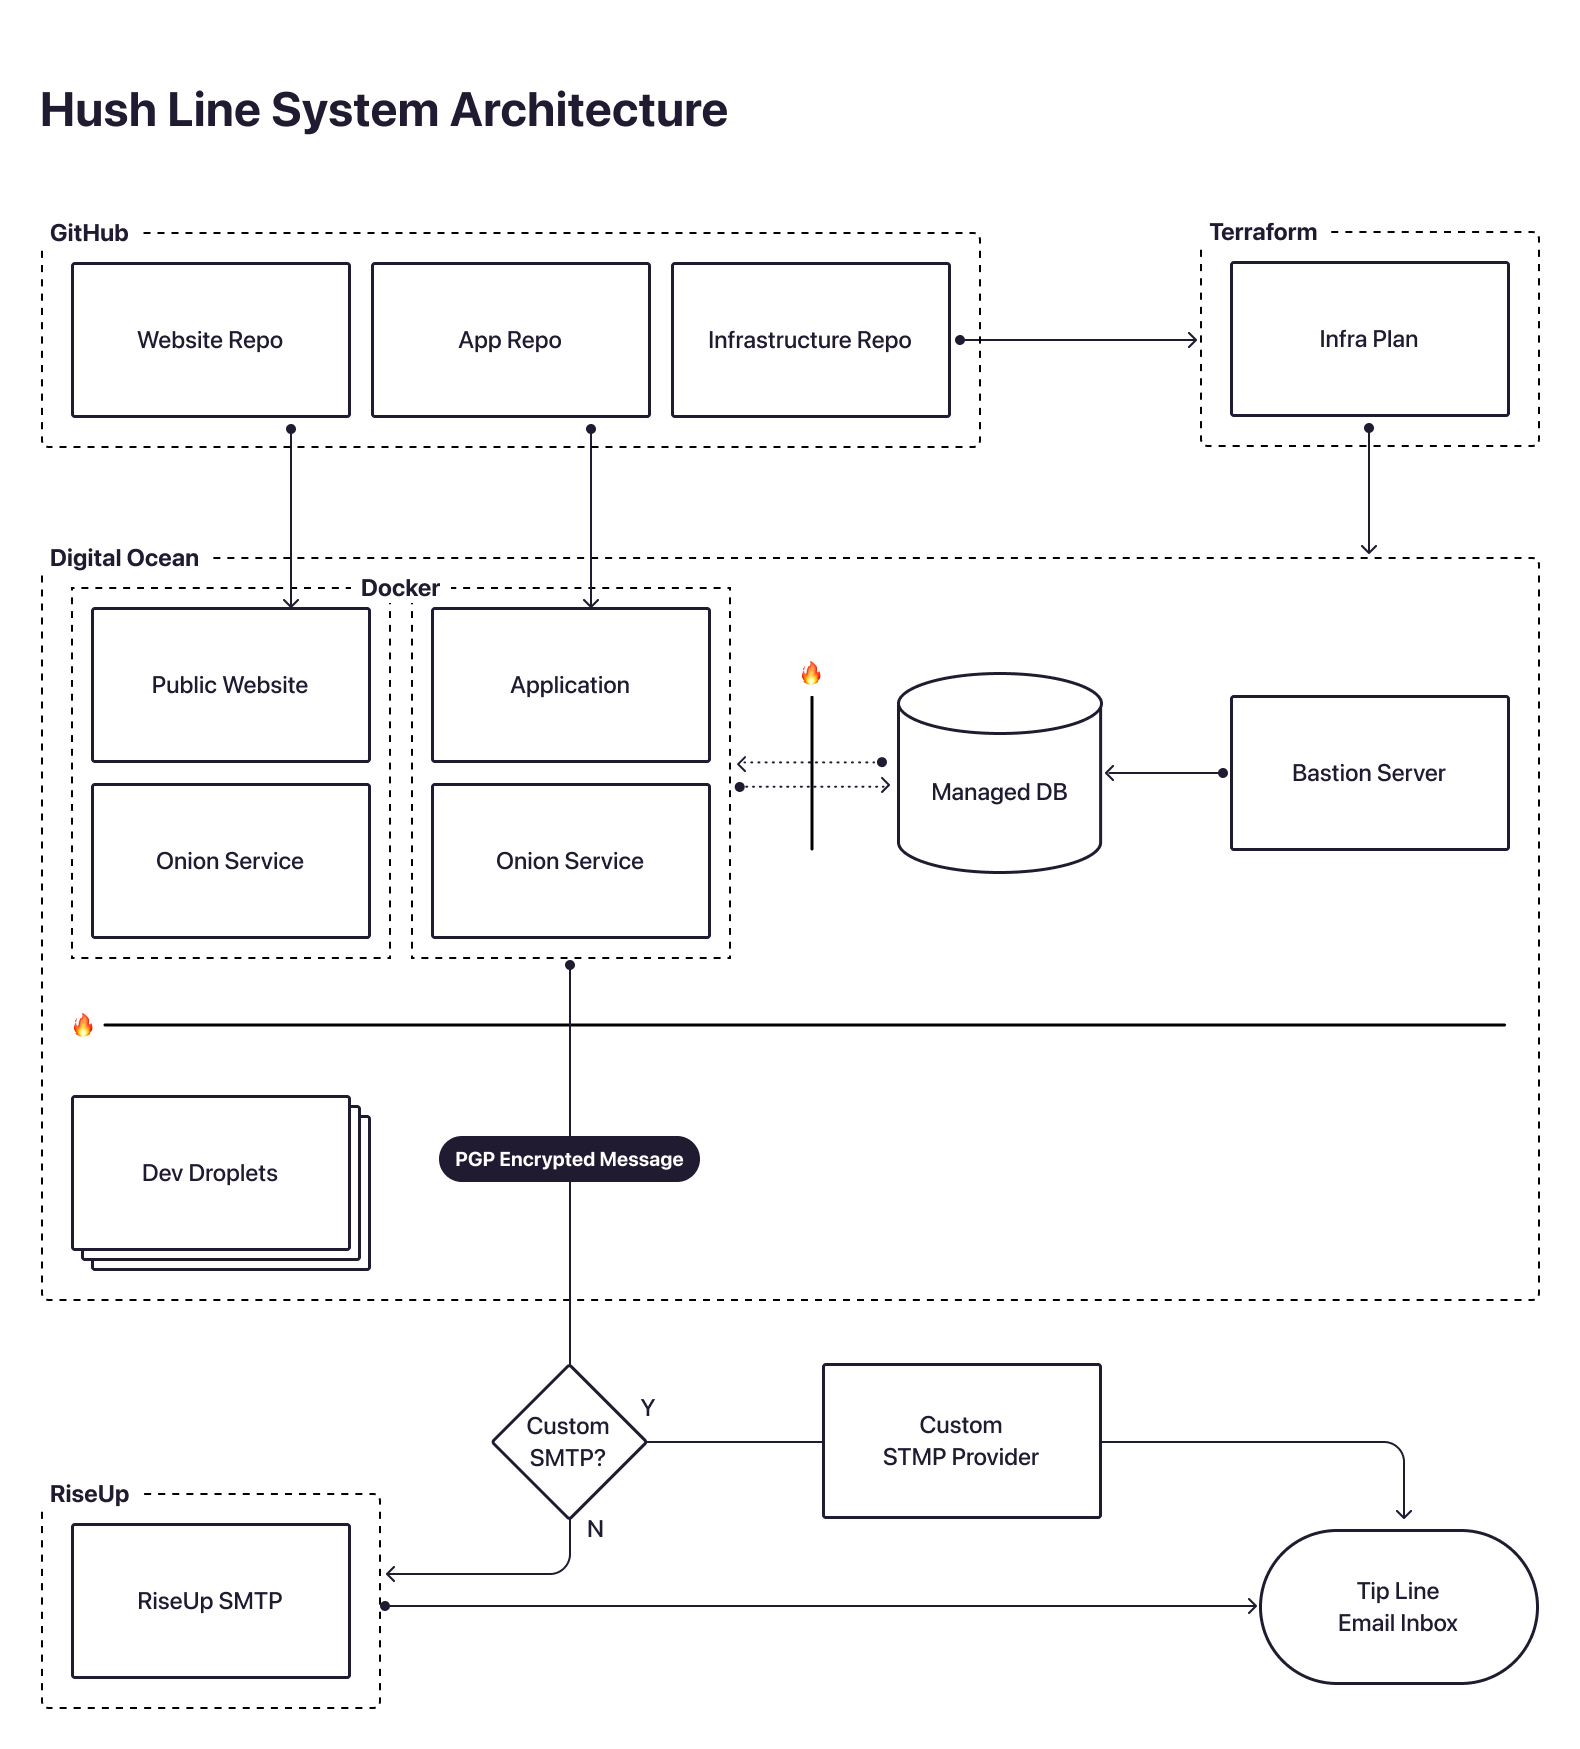 Hush Line System Architecture
GitHub
Terraform
Website Repo
App Repo
Infrastructure Repo
Infra Plan
Digital Ocean
Docker
Public Website
Application
Managed DB
Bastion Server
Onion Service
Onion Service
PGP Encrypted Message
Dev Droplets
Custom
SMTP?
Y
N
Custom
STMP Provider
RiseUp
RiseUp SMTP
Tip Line
Email Inbox